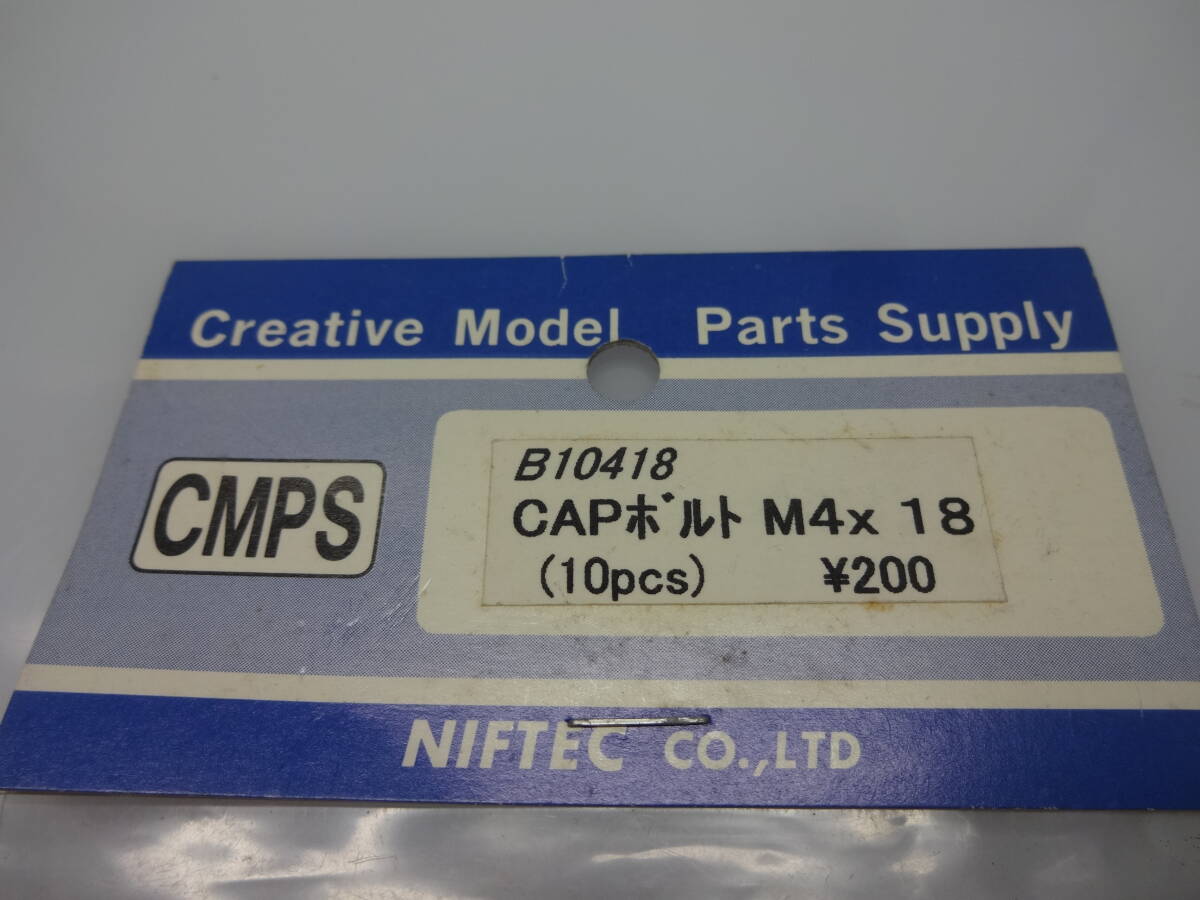 Creative Model Parts Supply
CMPS
B10418
CAPボルト M4x 18
(10pcs) ¥200
NIFTEC CO.,LTD